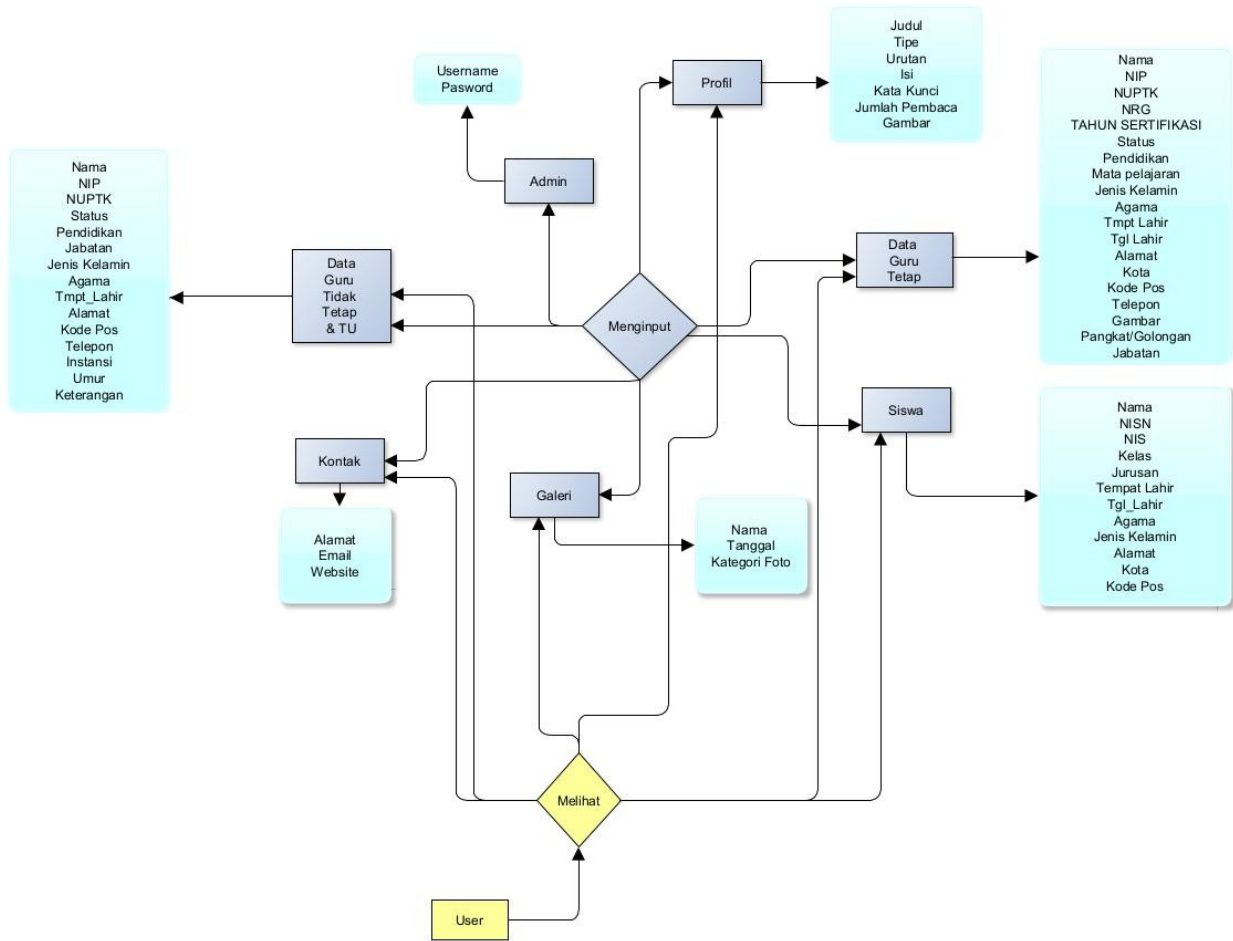 Judul
Tipe
Urutan
Isi
Kata Kunci
Jumlah Pembaca
Gambar
Profil
Username
Pasword
Admin
Nama
NIP
NUPTK
NRG
TAHUN SERTIFIKASI
Status
Pendidikan
Mata pelajaran
Jenis Kelamin
Agama
Tmpt Lahir
Tgl Lahir
Alamat
Kota
Kode Pos
Telepon
Gambar
Pangkat/Golongan
Jabatan
Nama
NIP
NUPTK
Status
Pendidikan
Jabatan
Jenis Kelamin
Agama
Tmpt_Lahir
Alamat
Kode Pos
Telepon
Instansi
Umur
Keterangan
Data
Guru
Tidak
Tetap
& TU
Menginput
Data
Guru
Tetap
Siswa
Nama
NISN
NIS
Kelas
Jurusan
Tempat Lahir
Tgl_Lahir
Agama
Jenis Kelamin
Alamat
Kota
Kode Pos
Kontak
Alamat
Email
Website
Galeri
Nama
Tanggal
Kategori Foto
Melihat
User